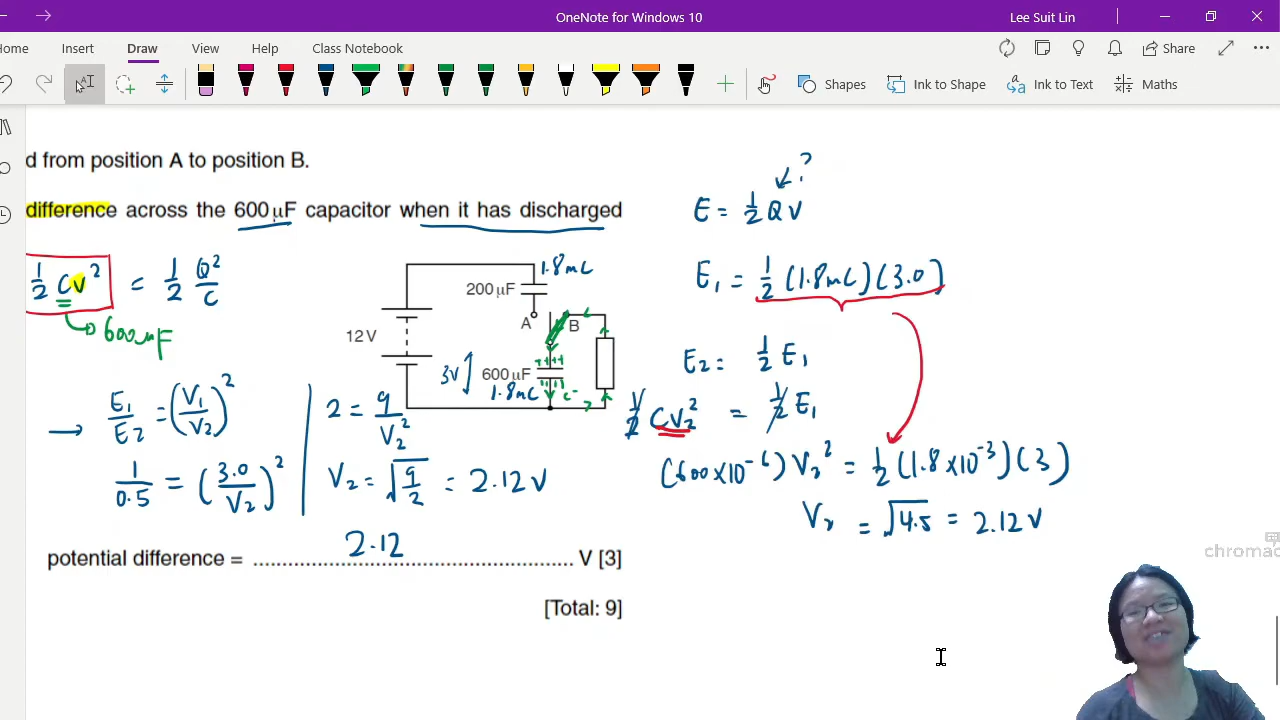 OneNote for Windows 10
Lee Suit Lin
Home Insert Draw View Help Class Notebook Share
Shapes Ink to Shape Ink to Text Maths
d from position A to position B.
difference across the 600 μF capacitor when it has discharged
1/2 CV² = 1/2 Q²/C
600μF
E₁/E₂ = (V₁/V₂)²
1/0.5 = (3.0/V₂)²
2 = 9/V₂²
V₂ = √(9/2) = 2.12V
1.8mC
200 μF
A
B
12 V
3V
600 μF
1.8mC
+++
E = 1/2 QV
?
E₁ = 1/2 (1.8mC)(3.0)
E₂ = 1/2 E₁
1/2 CV₂² = 1/2 E₁
(600×10⁻⁶) V₂² = 1/2 (1.8×10⁻³)(3)
V₂ = √4.5 = 2.12V
2.12
potential difference = ...................................................... V [3]
[Total: 9]